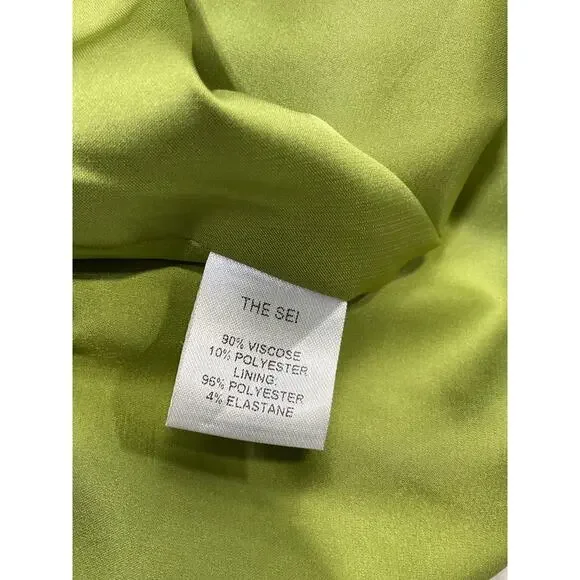 THE SEI
90% VISCOSE
10% POLYESTER
LINING:
96% POLYESTER
4% ELASTANE